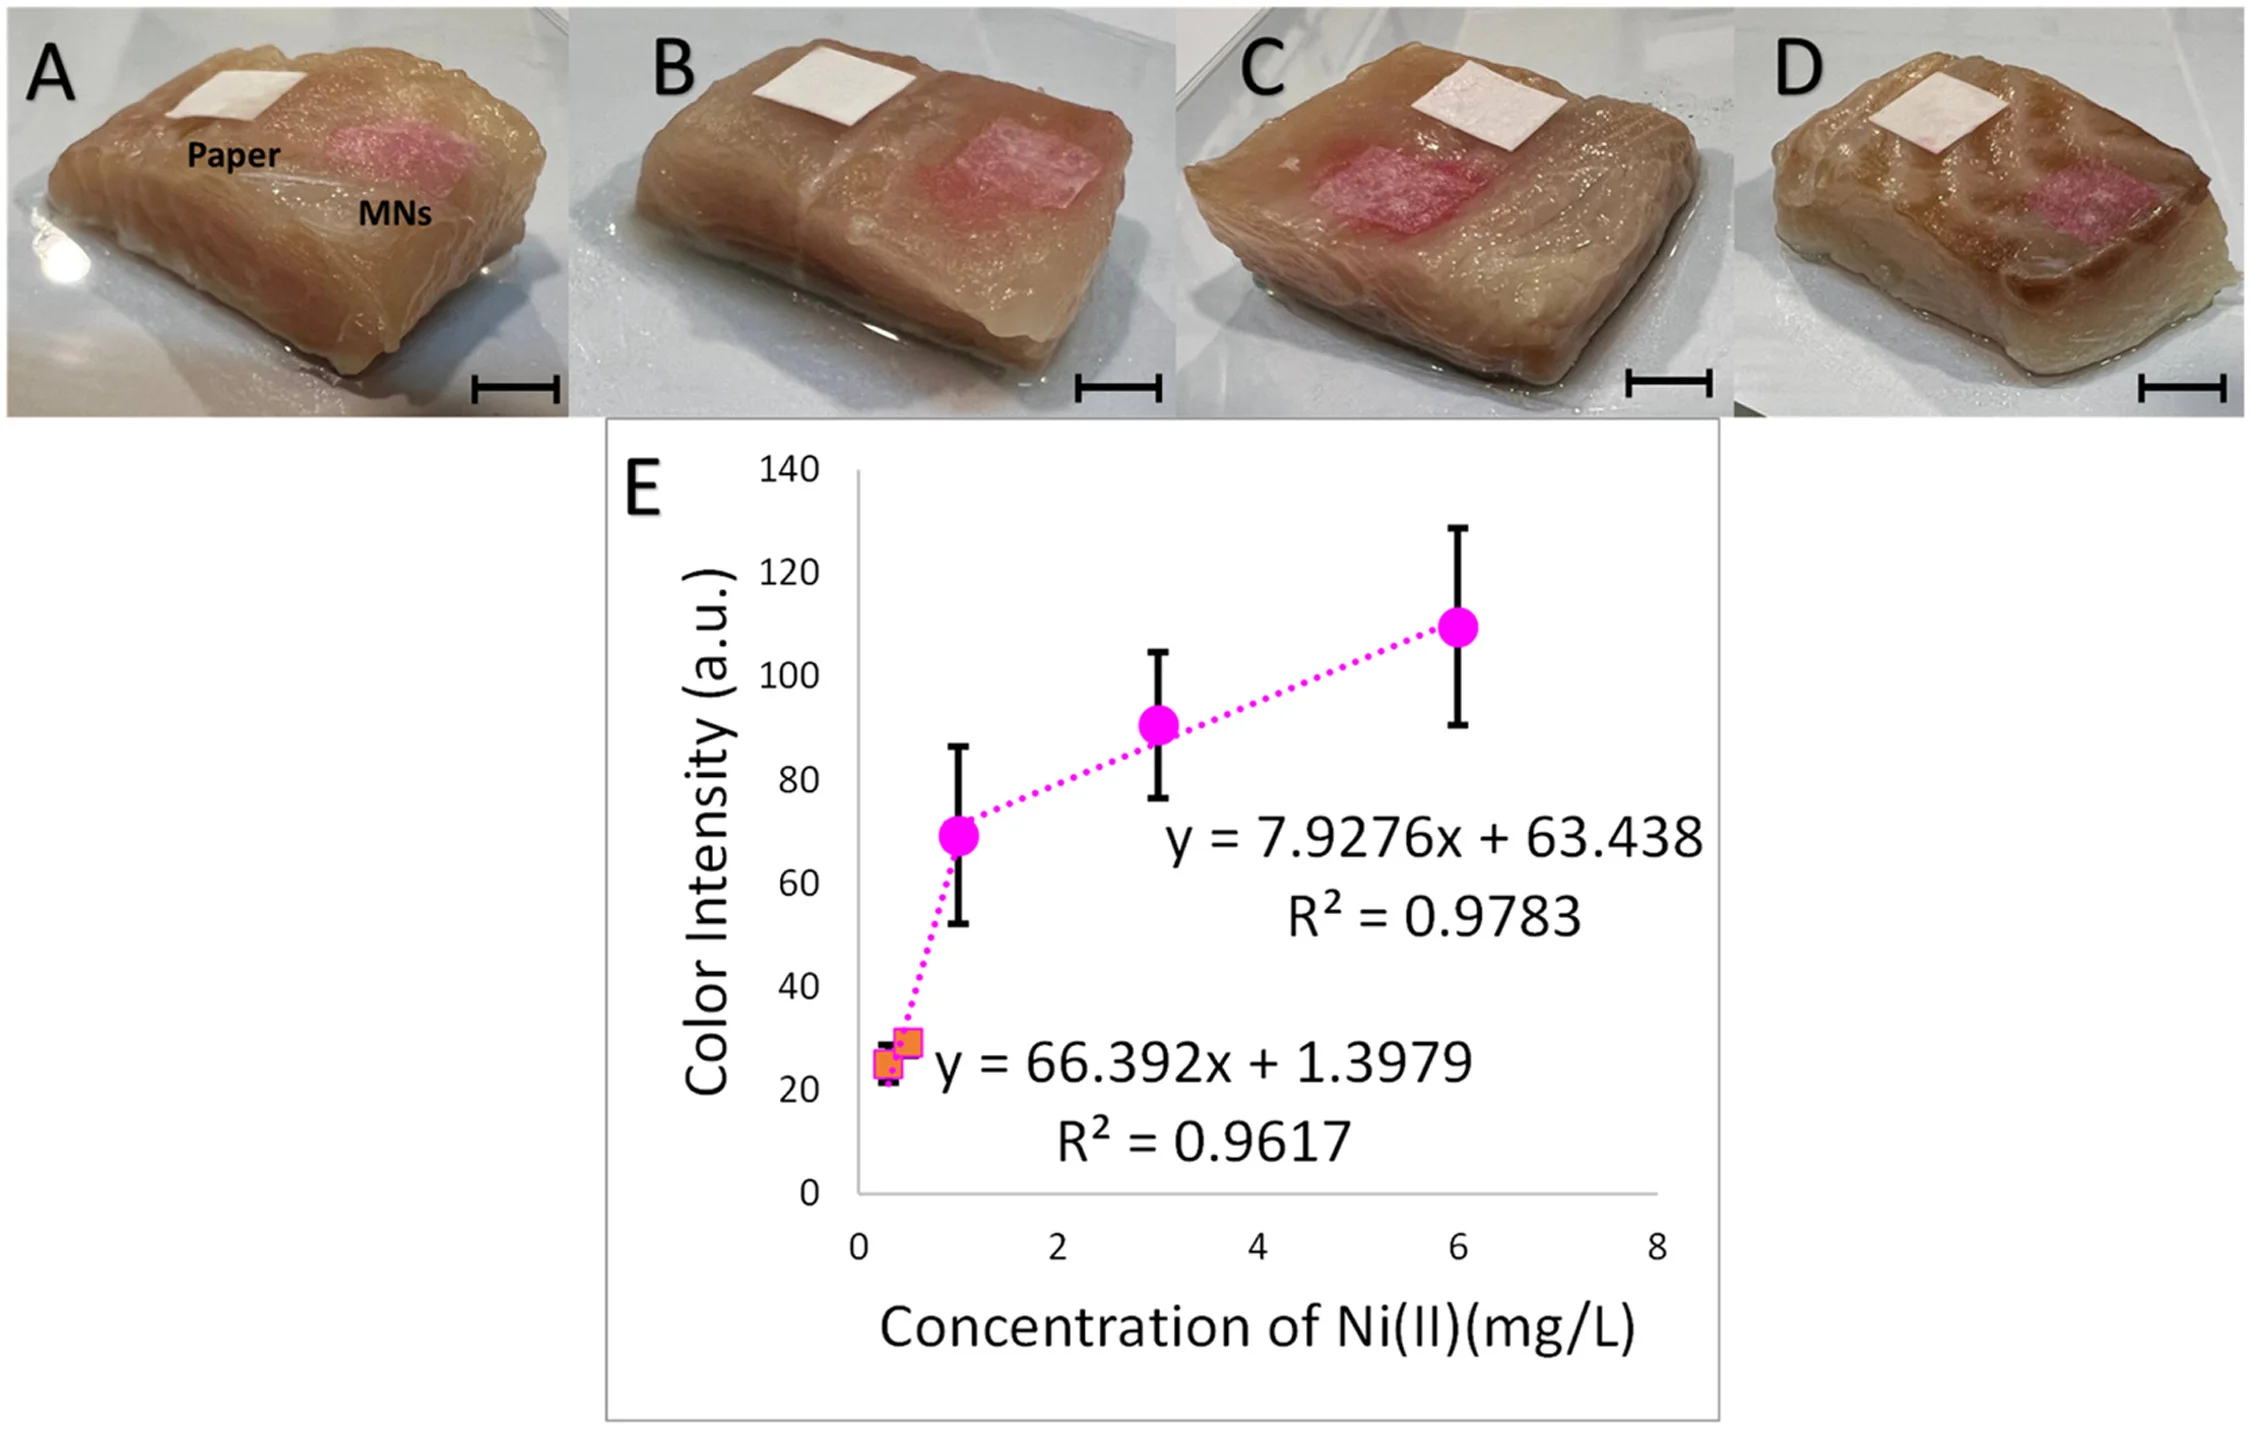 A
Paper
MNs
B
C
D
E
140
120
100
80
60
40
20
0
Color Intensity (a.u.)
y = 7.9276x + 63.438
R² = 0.9783
y = 66.392x + 1.3979
R² = 0.9617
0 2 4 6 8
Concentration of Ni(II)(mg/L)